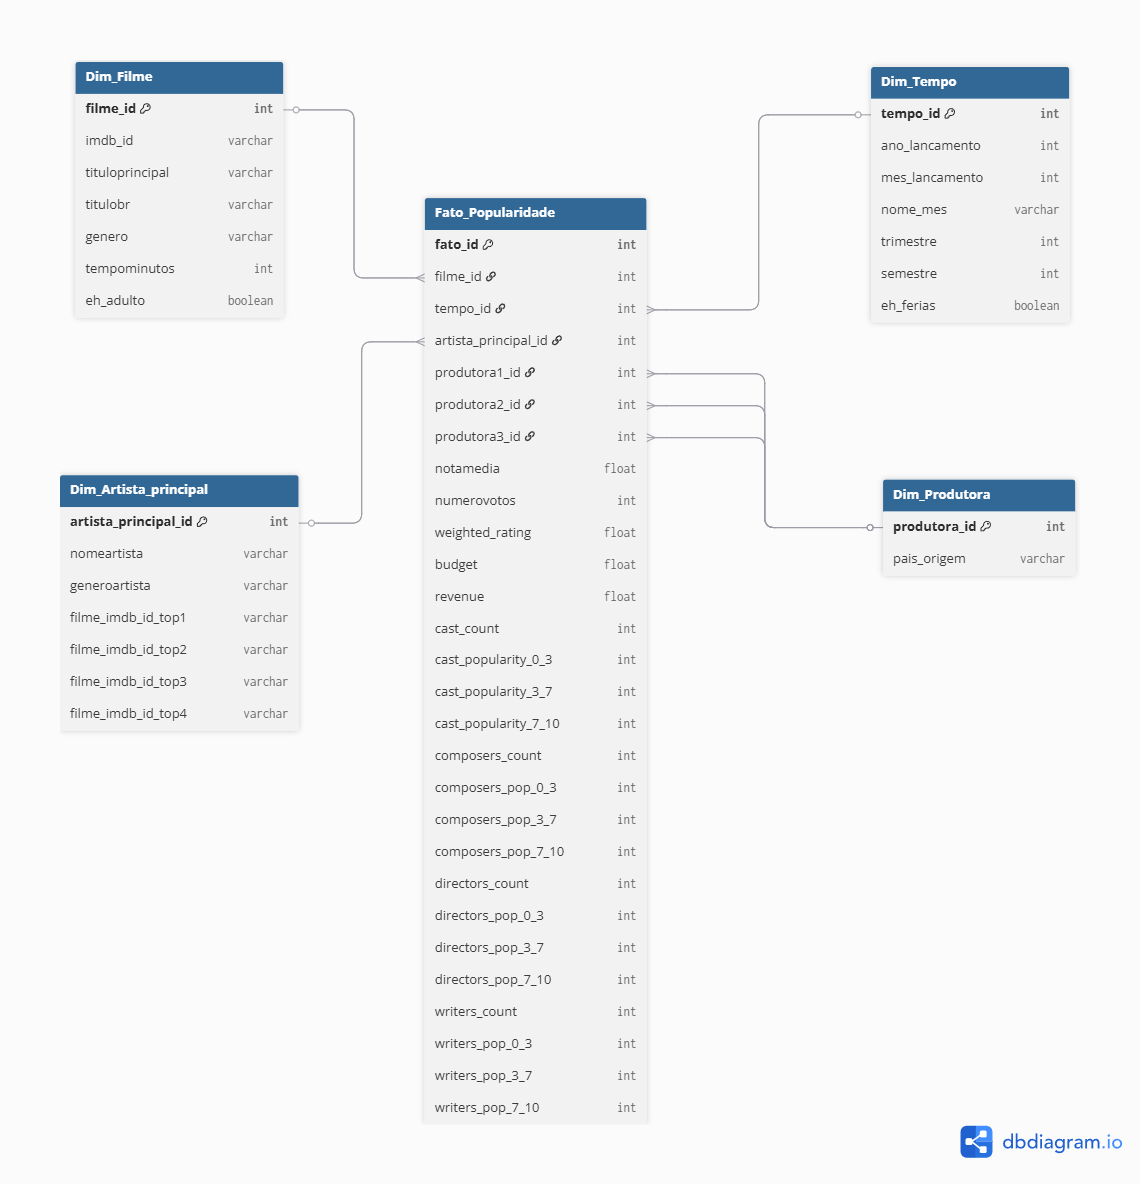 Dim_Filme
filme_id int
imdb_id varchar
tituloprincipal varchar
titulobr varchar
genero varchar
tempominutos int
eh_adulto boolean
Dim_Tempo
tempo_id int
ano_lancamento int
mes_lancamento int
nome_mes varchar
trimestre int
semestre int
eh_ferias boolean
Fato_Popularidade
fato_id int
filme_id int
tempo_id int
artista_principal_id int
produtora1_id int
produtora2_id int
produtora3_id int
notamedia float
numerovotos int
weighted_rating float
budget float
revenue float
cast_count int
cast_popularity_0_3 int
cast_popularity_3_7 int
cast_popularity_7_10 int
composers_count int
composers_pop_0_3 int
composers_pop_3_7 int
composers_pop_7_10 int
directors_count int
directors_pop_0_3 int
directors_pop_3_7 int
directors_pop_7_10 int
writers_count int
writers_pop_0_3 int
writers_pop_3_7 int
writers_pop_7_10 int
Dim_Artista_principal
artista_principal_id int
nomeartista varchar
generoartista varchar
filme_imdb_id_top1 varchar
filme_imdb_id_top2 varchar
filme_imdb_id_top3 varchar
filme_imdb_id_top4 varchar
Dim_Produtora
produtora_id int
pais_origem varchar
dbdiagram.io